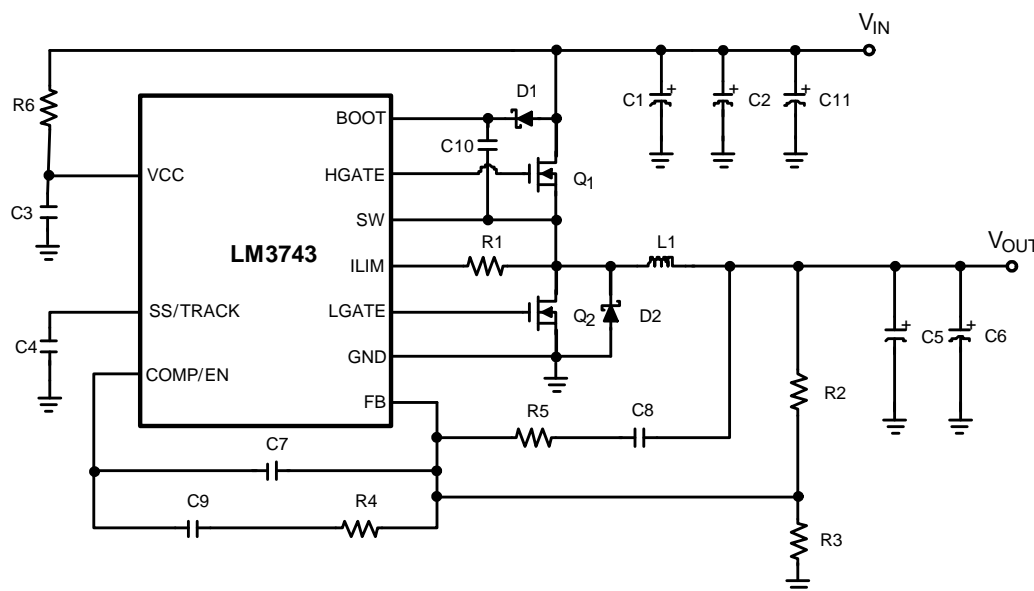 VIN
R6
D1
C1
C2
C11
BOOT
C10
VCC
HGATE
Q1
C3
SW
LM3743
R1
L1
VOUT
ILIM
SS/TRACK
LGATE
Q2
D2
C5
C6
C4
GND
COMP/EN
FB
R5
C8
R2
C7
C9
R4
R3